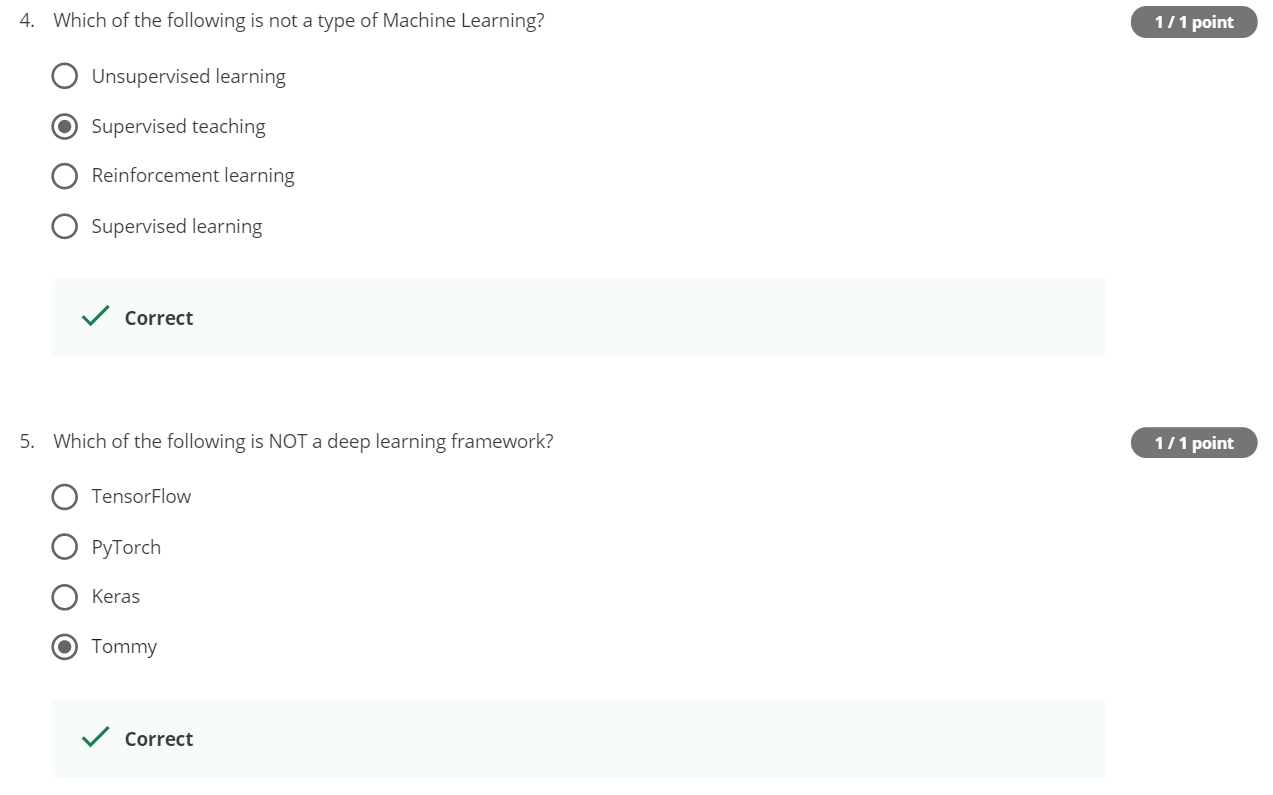 4. Which of the following is not a type of Machine Learning? 1 / 1 point
Unsupervised learning
Supervised teaching
Reinforcement learning
Supervised learning
Correct
5. Which of the following is NOT a deep learning framework? 1 / 1 point
TensorFlow
PyTorch
Keras
Tommy
Correct